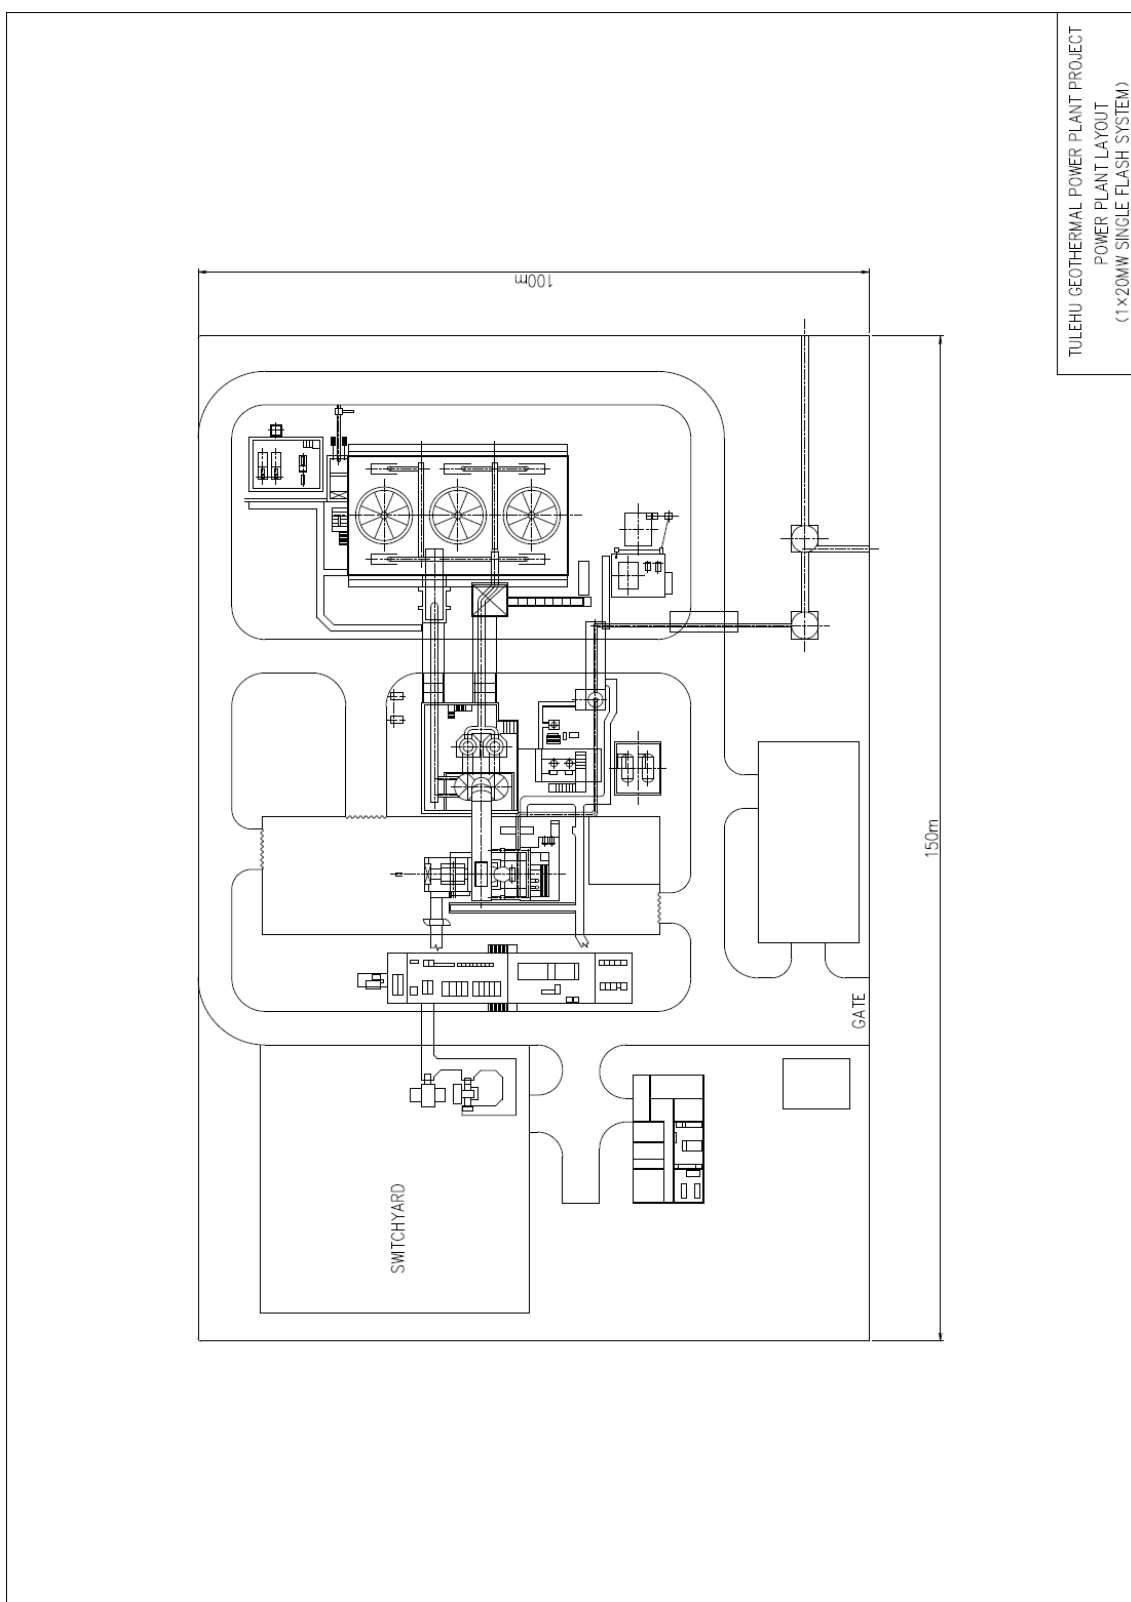 TULEHU GEOTHERMAL POWER PLANT PROJECT
POWER PLANT LAYOUT
(1×20MW SINGLE FLASH SYSTEM)
100m
150m
GATE
SWITCHYARD